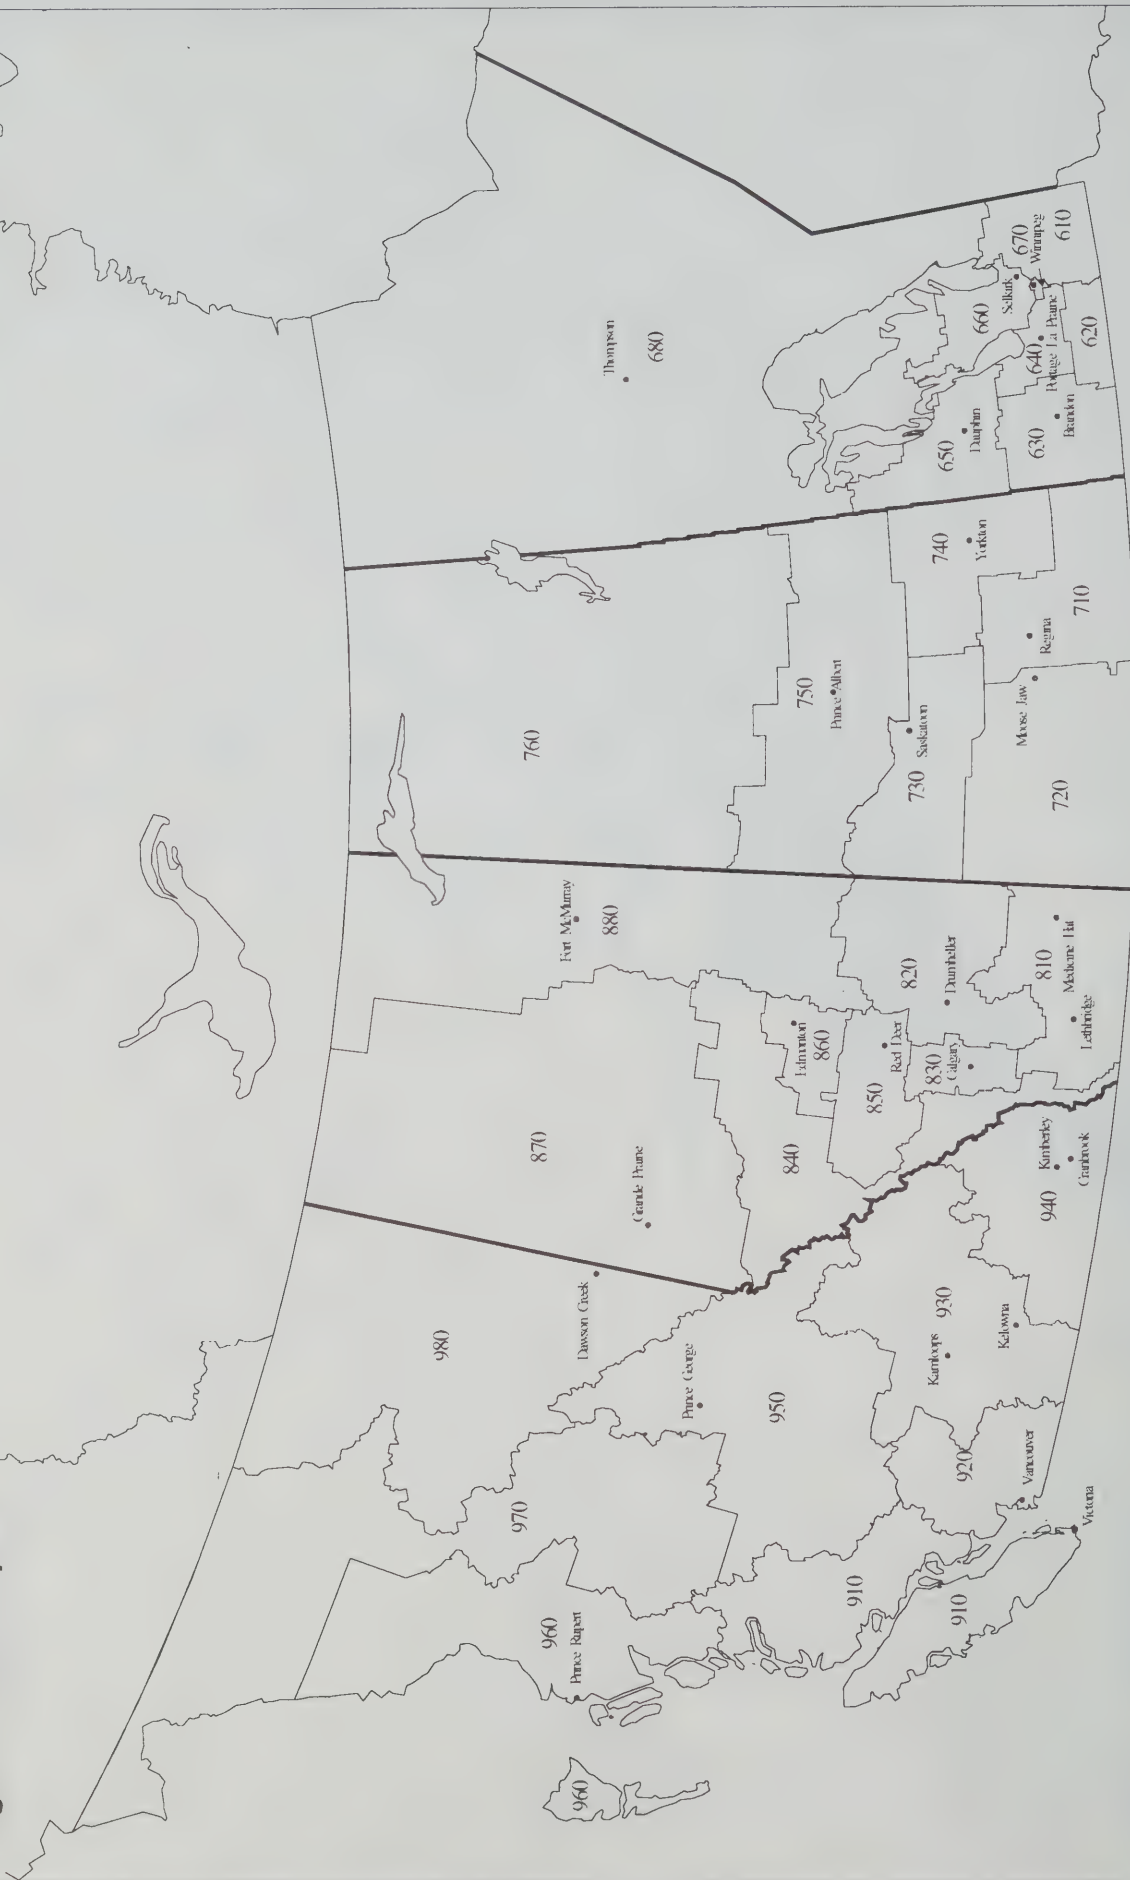 960
960
Prince Rupert
970
980
910
910
Victoria
920
Vancouver
950
Prince George
Dawson Creek
930
Kamloops
Kelowna
940
Kimberley
Cranbrook
870
Grande Prairie
840
850
Red Deer
860
Edmonton
830
Calgary
820
Drumheller
810
Medicine Hat
Lethbridge
Fort McMurray
880
760
750
Prince Albert
730
Saskatoon
720
Moose Jaw
710
Regina
740
Yorkton
650
Dauphin
630
Brandon
640
Portage La Prairie
620
660
Selkirk
670
Winnipeg
610
Thompson
680